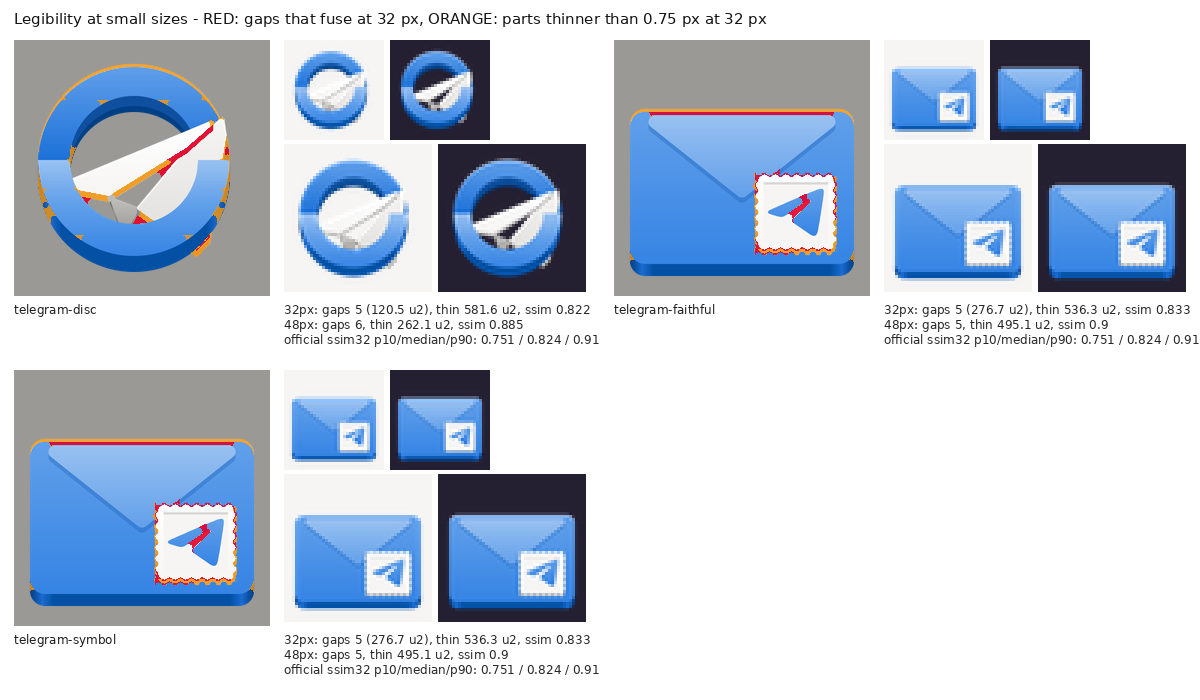 Legibility at small sizes - RED: gaps that fuse at 32 px, ORANGE: parts thinner than 0.75 px at 32 px
telegram-disc
32px: gaps 5 (120.5 u2), thin 581.6 u2, ssim 0.822
48px: gaps 6, thin 262.1 u2, ssim 0.885
official ssim32 p10/median/p90: 0.751 / 0.824 / 0.91
telegram-faithful
32px: gaps 5 (276.7 u2), thin 536.3 u2, ssim 0.833
48px: gaps 5, thin 495.1 u2, ssim 0.9
official ssim32 p10/median/p90: 0.751 / 0.824 / 0.91
telegram-symbol
32px: gaps 5 (276.7 u2), thin 536.3 u2, ssim 0.833
48px: gaps 5, thin 495.1 u2, ssim 0.9
official ssim32 p10/median/p90: 0.751 / 0.824 / 0.91